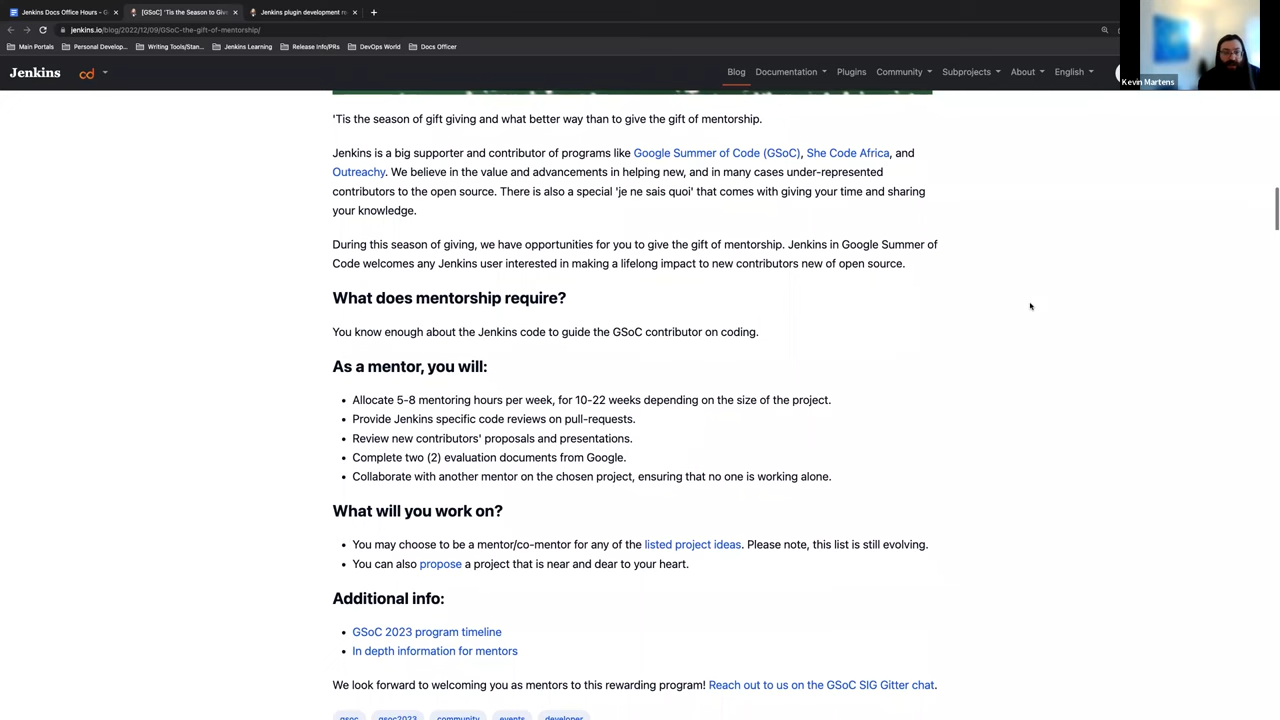 Jenkins Docs Office Hours - G
[GSoC] 'Tis the Season to Giv
Jenkins plugin development
jenkins.io/blog/2022/12/09/GSoC-the-gift-of-mentorship/
Main Portals
Personal Develop...
Writing Tools/Stan...
Jenkins Learning
Release Info/PRs
DevOps World
Docs Officer
Kevin Martens
Jenkins
cd
Blog
Documentation
Plugins
Community
Subprojects
About
English
'Tis the season of gift giving and what better way than to give the gift of mentorship.
Jenkins is a big supporter and contributor of programs like Google Summer of Code (GSoC), She Code Africa, and
Outreachy. We believe in the value and advancements in helping new, and in many cases under-represented
contributors to the open source. There is also a special 'je ne sais quoi' that comes with giving your time and sharing
your knowledge.
During this season of giving, we have opportunities for you to give the gift of mentorship. Jenkins in Google Summer of
Code welcomes any Jenkins user interested in making a lifelong impact to new contributors new of open source.
What does mentorship require?
You know enough about the Jenkins code to guide the GSoC contributor on coding.
As a mentor, you will:
• Allocate 5-8 mentoring hours per week, for 10-22 weeks depending on the size of the project.
• Provide Jenkins specific code reviews on pull-requests.
• Review new contributors' proposals and presentations.
• Complete two (2) evaluation documents from Google.
• Collaborate with another mentor on the chosen project, ensuring that no one is working alone.
What will you work on?
• You may choose to be a mentor/co-mentor for any of the listed project ideas. Please note, this list is still evolving.
• You can also propose a project that is near and dear to your heart.
Additional info:
• GSoC 2023 program timeline
• In depth information for mentors
We look forward to welcoming you as mentors to this rewarding program! Reach out to us on the GSoC SIG Gitter chat.
gsoc
gsoc2023
community
events
developer